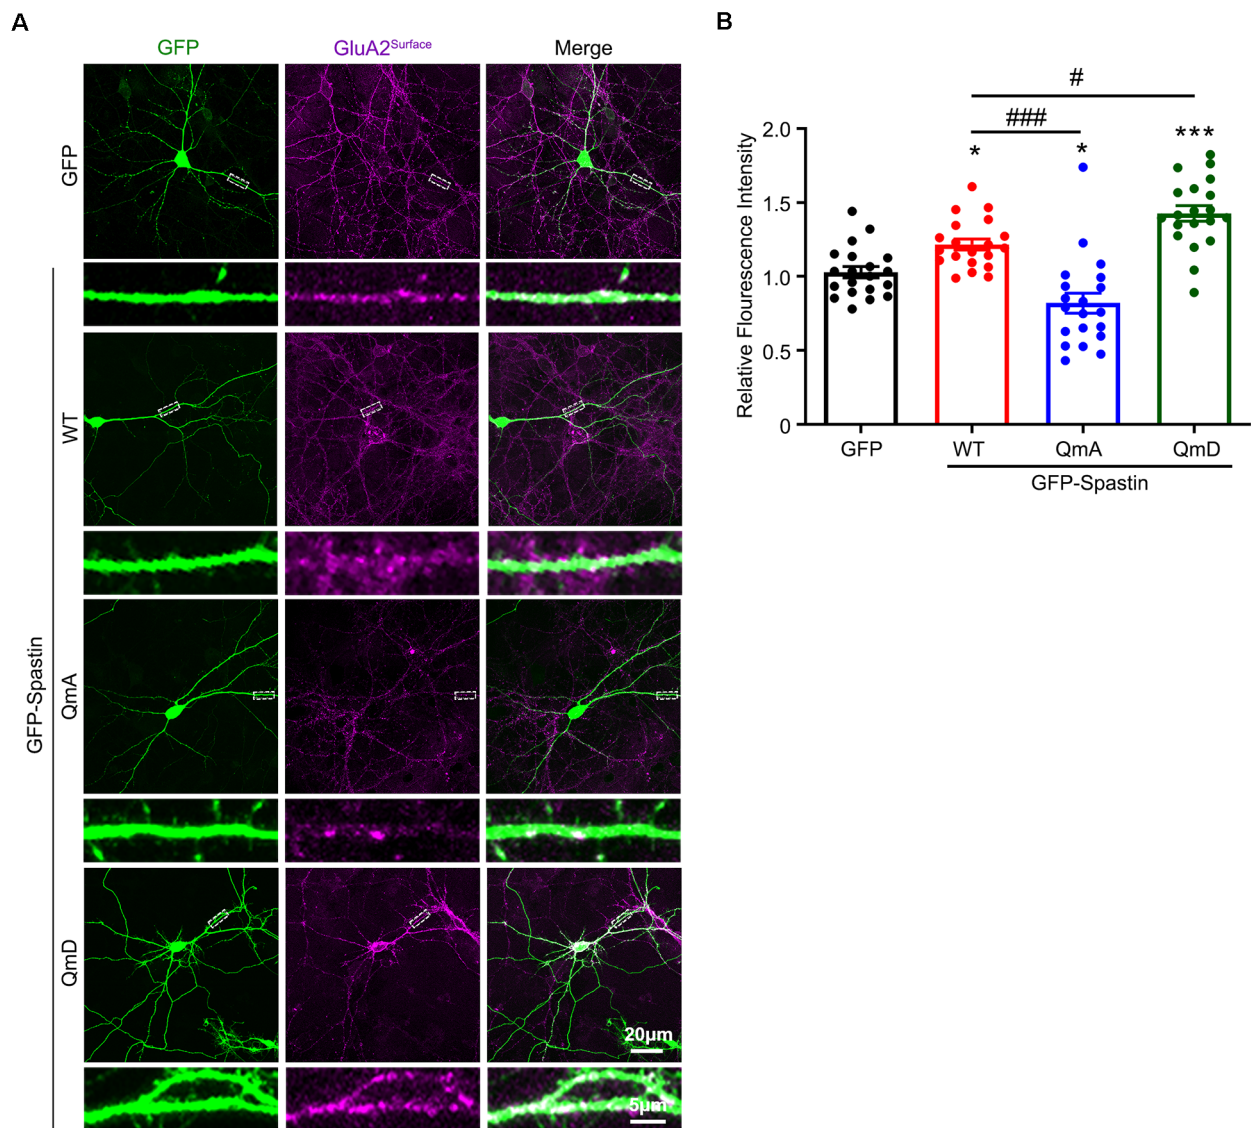 A
GFP
GluA2Surface
Merge
GFP
WT
GFP-Spastin
QmA
QmD
20μm
5μm
B
#
###
*
*
***
Relative Flourescence Intensity
2.0
1.5
1.0
0.5
0
GFP
WT
QmA
QmD
GFP-Spastin